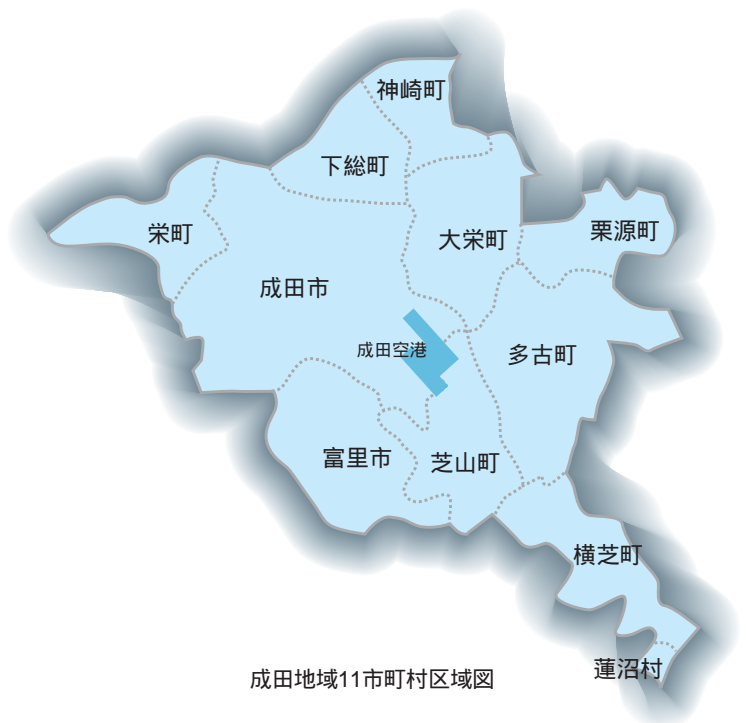 神崎町
下総町
栄町
大栄町
栗源町
成田市
成田空港
多古町
富里市
芝山町
横芝町
蓮沼村
成田地域11市町村区域図